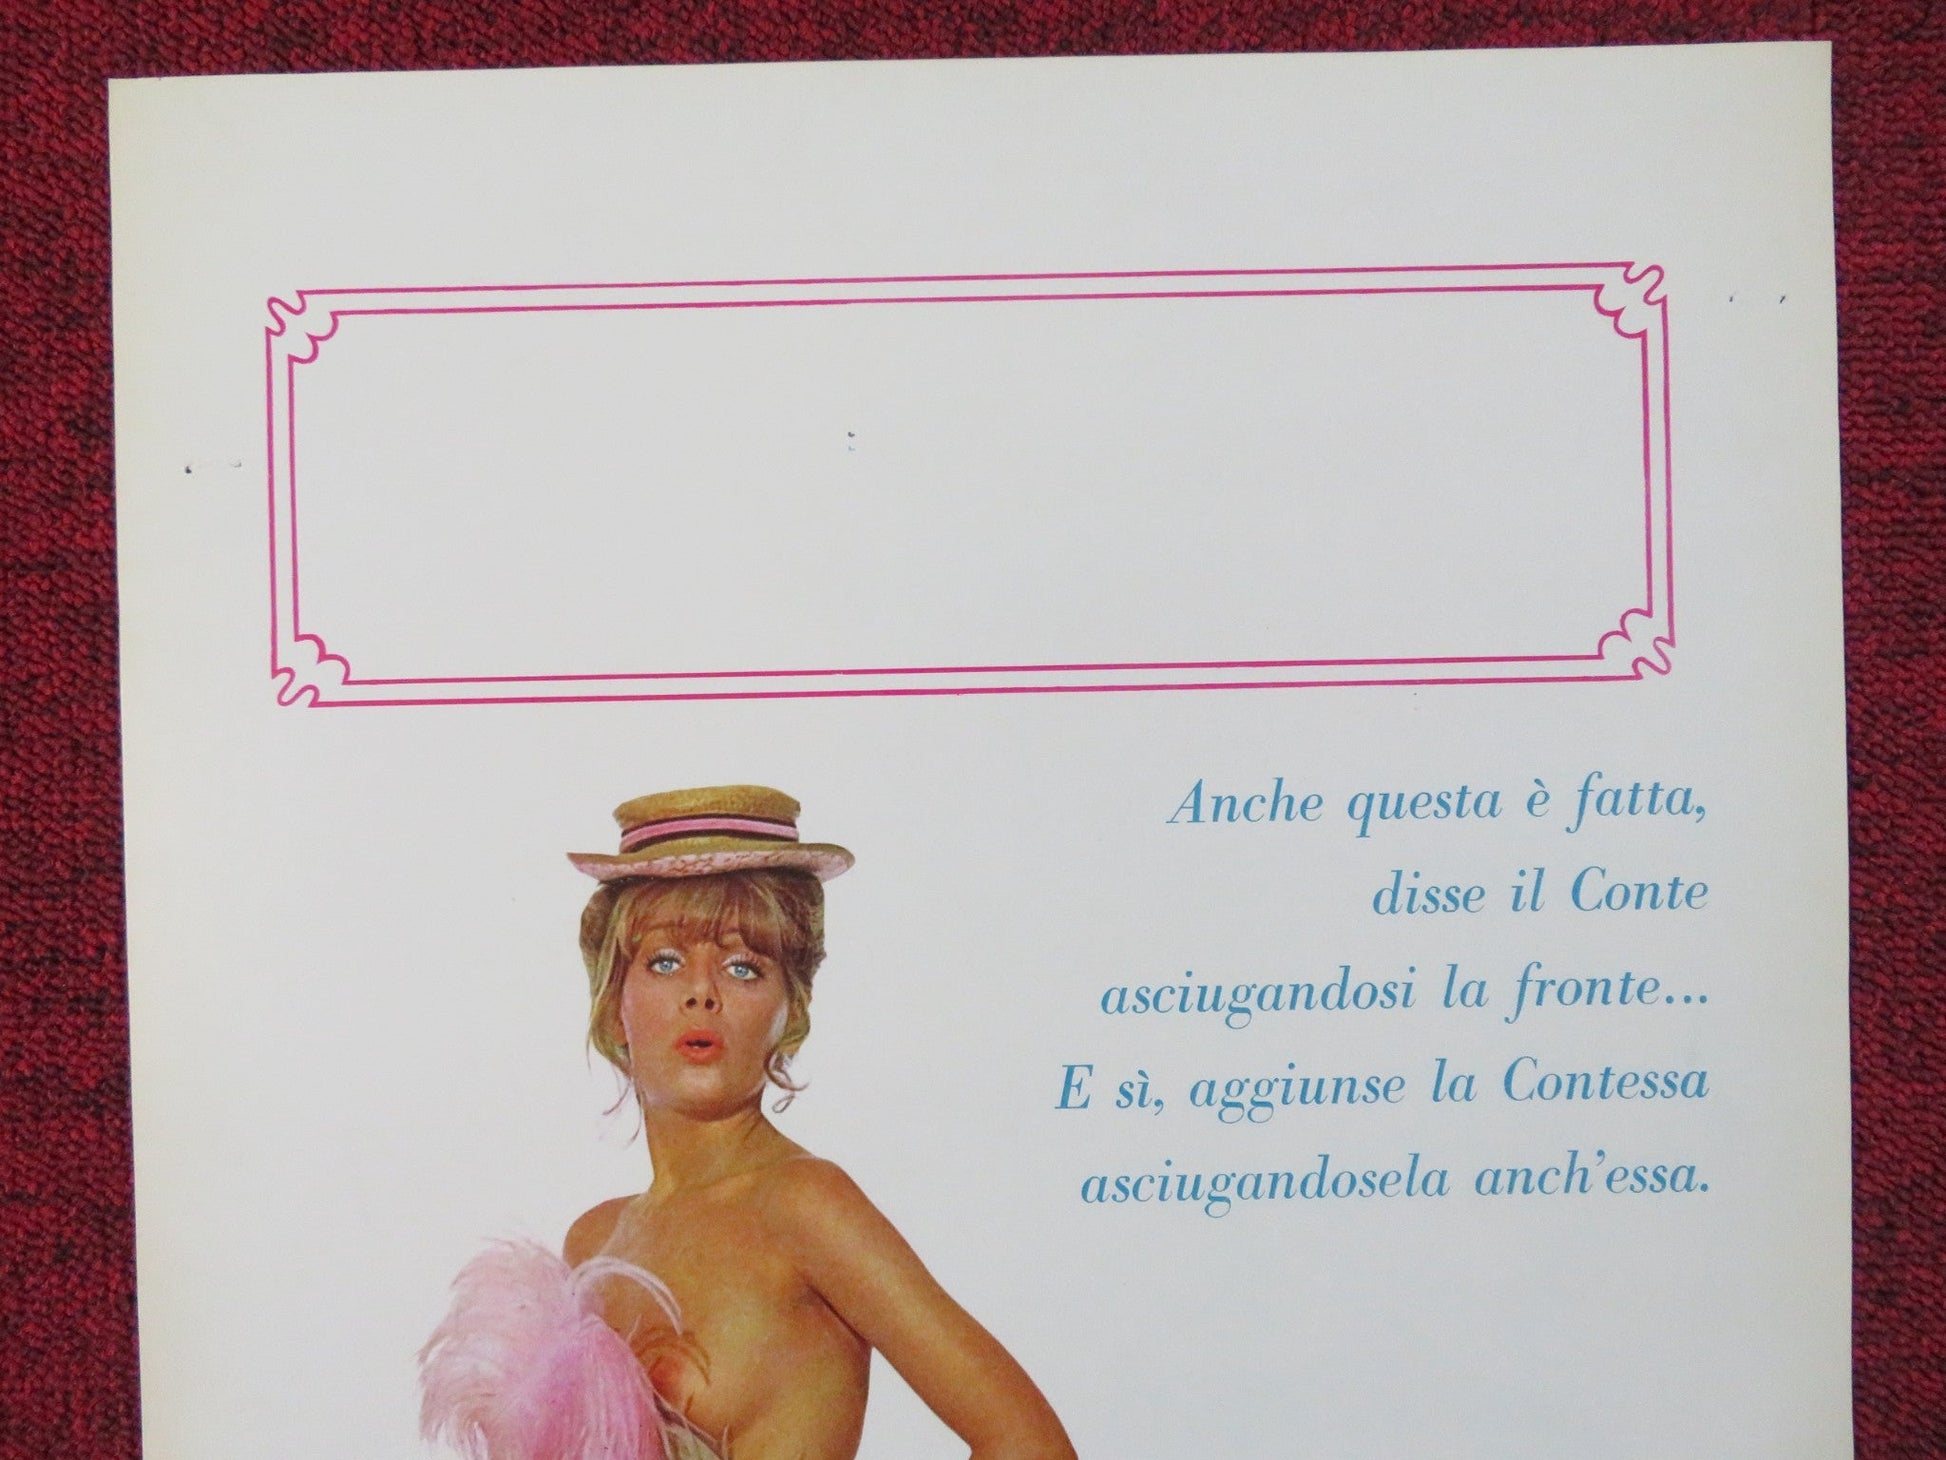 Anche questa è fatta,
disse il Conte
asciugandosi la fronte...
E sì, aggiunse la Contessa
asciugandosela anch'essa.